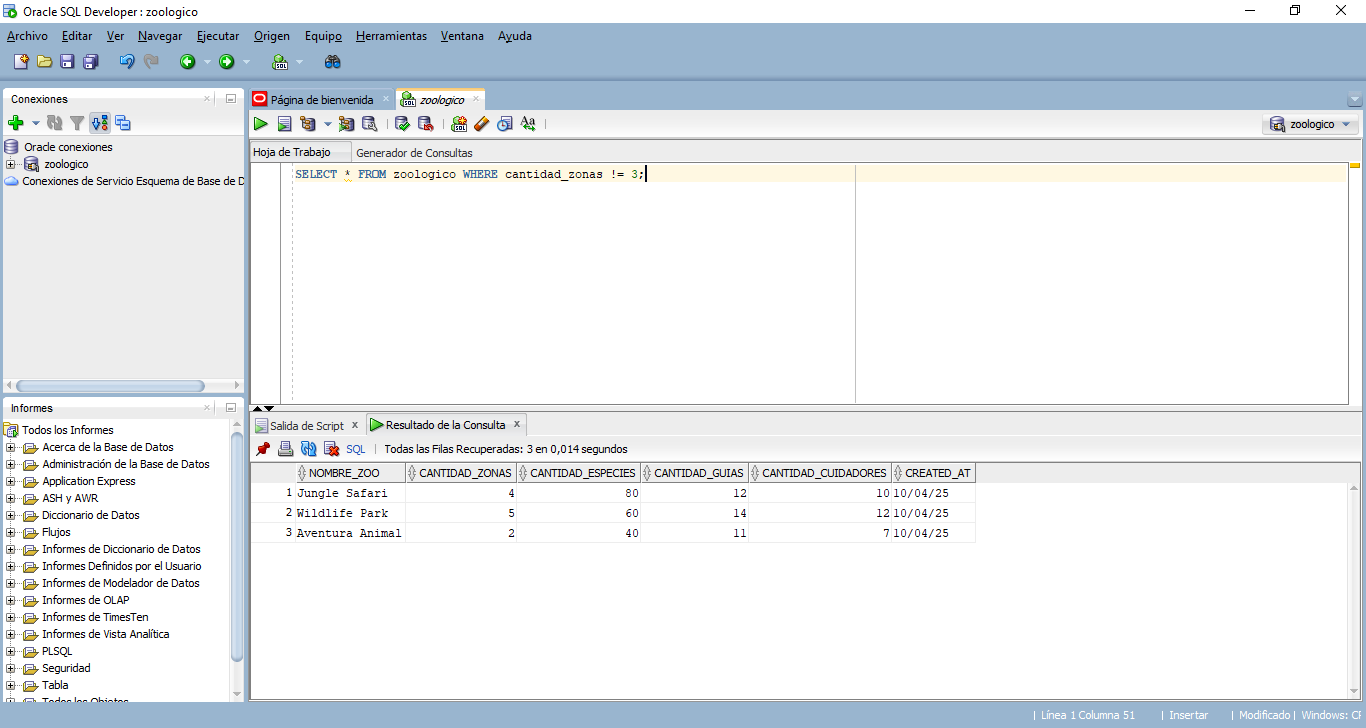 Oracle SQL Developer : zoologico
Archivo Editar Ver Navegar Ejecutar Origen Equipo Herramientas Ventana Ayuda
Conexiones
Oracle conexiones
zoologico
Conexiones de Servicio Esquema de Base de D
Informes
Todos los Informes
Acerca de la Base de Datos
Administración de la Base de Datos
Application Express
ASH y AWR
Diccionario de Datos
Flujos
Informes de Diccionario de Datos
Informes Definidos por el Usuario
Informes de Modelador de Datos
Informes de OLAP
Informes de TimesTen
Informes de Vista Analítica
PLSQL
Seguridad
Tabla
Todos los Objetos
Página de bienvenida zoologico
zoologico
Hoja de Trabajo Generador de Consultas
SELECT * FROM zoologico WHERE cantidad_zonas != 3;
Salida de Script x Resultado de la Consulta x
SQL | Todas las Filas Recuperadas: 3 en 0,014 segundos
NOMBRE_ZOO CANTIDAD_ZONAS CANTIDAD_ESPECIES CANTIDAD_GUIAS CANTIDAD_CUIDADORES CREATED_AT
1 Jungle Safari 4 80 12 10 10/04/25
2 Wildlife Park 5 60 14 12 10/04/25
3 Aventura Animal 2 40 11 7 10/04/25
| Línea 1 Columna 51 | Insertar | Modificado | Windows: CF